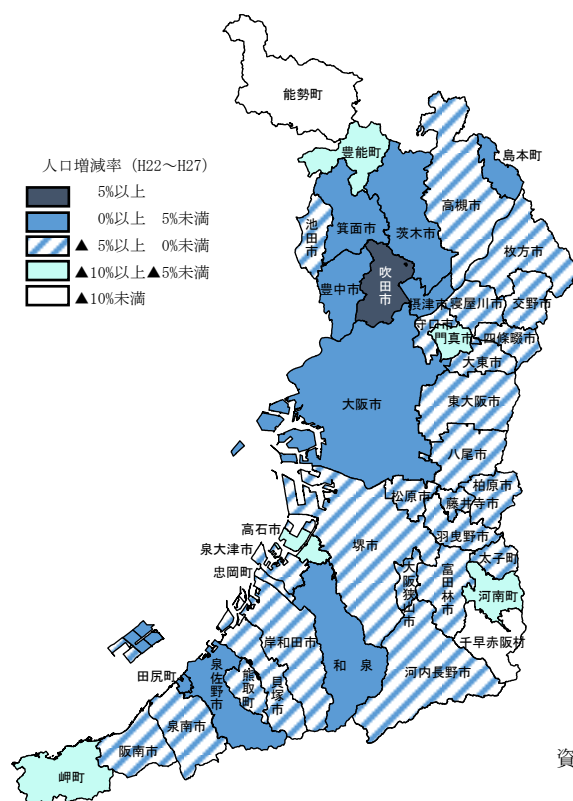 能勢町
豊能町
島本町
人口増減率（H22～H27）
5%以上
0%以上 5%未満
▲ 5%以上 0%未満
▲10%以上▲5%未満
▲10%未満
高槻市
池田市
箕面市
茨木市
枚方市
吹田市
豊中市
摂津市
寝屋川市
交野市
守口市
門真市
四條畷市
大東市
大阪市
東大阪市
八尾市
松原市
柏原市
藤井寺市
高石市
羽曳野市
泉大津市
堺市
太子町
忠岡町
大阪狭山市
富田林市
河南町
千早赤阪村
岸和田市
和泉
河内長野市
田尻町
泉佐野市
熊取町
貝塚市
泉南市
阪南市
岬町
資